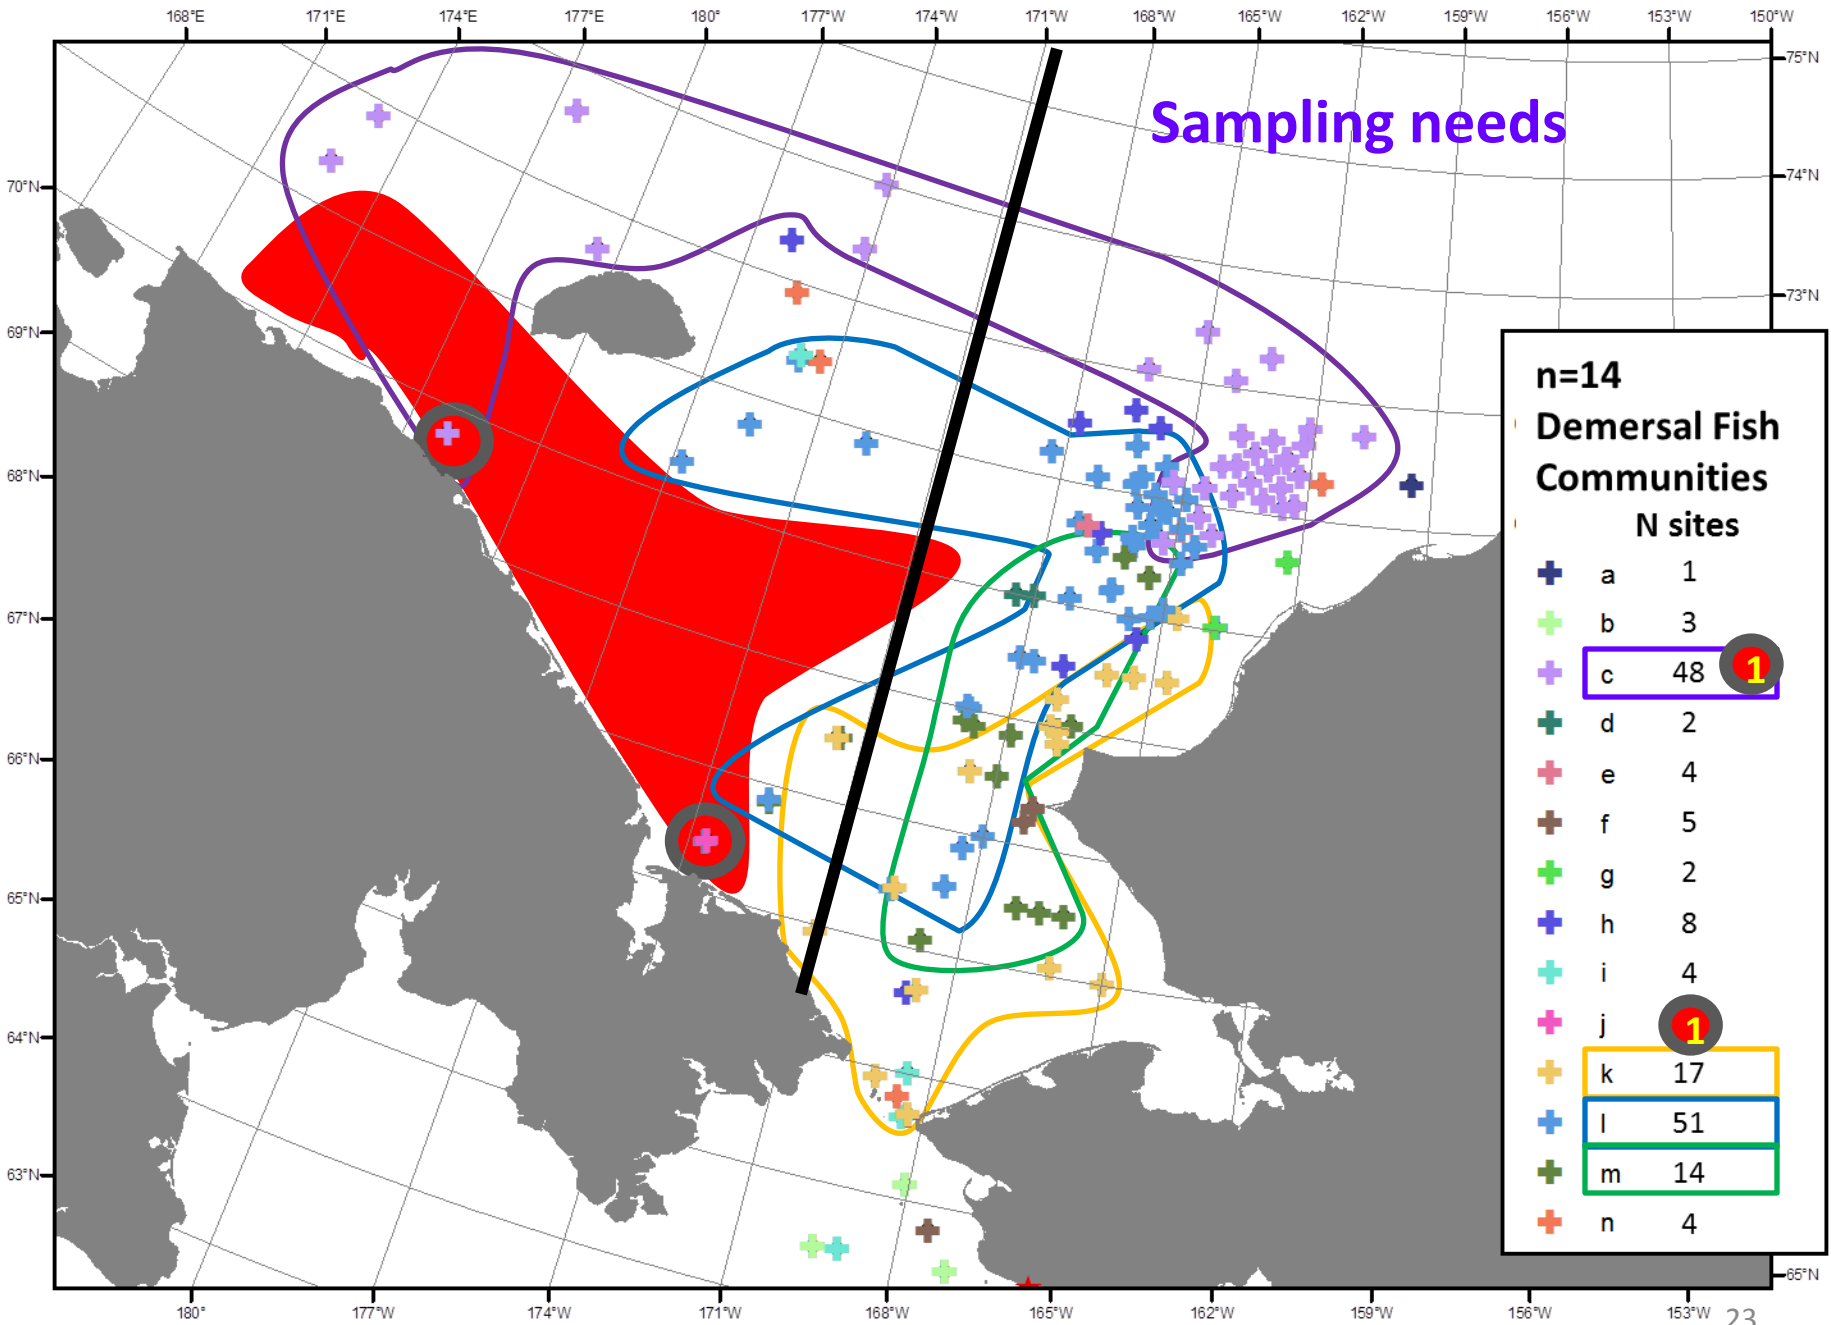 168°E 171°E 174°E 177°E 180° 177°W 174°W 171°W 168°W 165°W 162°W 159°W 156°W 153°W 150°W
75°N
Sampling needs
74°N
70°N
73°N
69°N
n=14
Demersal Fish
68°N
Communities
N sites
a 1
67°N
b 3
c 48 1
d 2
66°N
e 4
f 5
g 2
65°N
h 8
i 4
j 1
64°N
k 17
l 51
63°N
m 14
n 4
65°N
180° 177°W 174°W 171°W 168°W 165°W 162°W 159°W 156°W 153°W
23